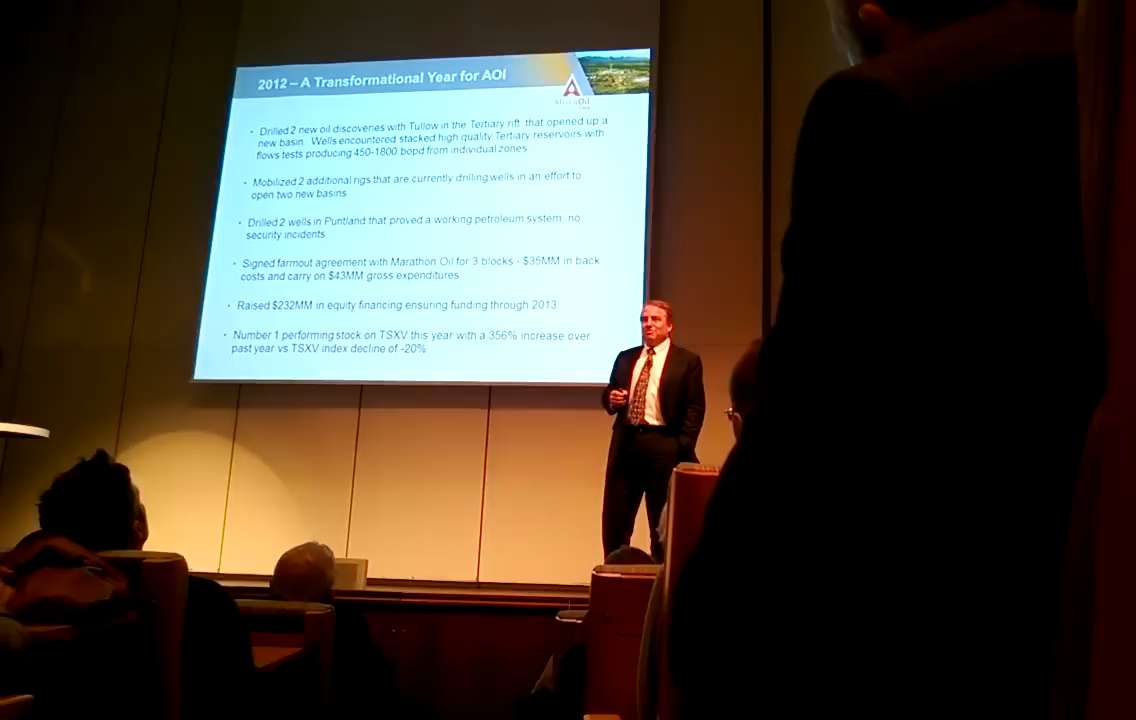 2012 – A Transformational Year for AOI
Africa Oil
• Drilled 2 new oil discoveries with Tullow in the Tertiary rift that opened up a
new basin. Wells encountered stacked high quality Tertiary reservoirs with
flows tests producing 450-1800 bopd from individual zones
• Mobilized 2 additional rigs that are currently drilling wells in an effort to
open two new basins
• Drilled 2 wells in Puntland that proved a working petroleum system, no
security incidents
• Signed farmout agreement with Marathon Oil for 3 blocks - $35MM in back
costs and carry on $43MM gross expenditures
• Raised $232MM in equity financing ensuring funding through 2013
• Number 1 performing stock on TSXV this year with a 356% increase over
past year vs TSXV index decline of -20%